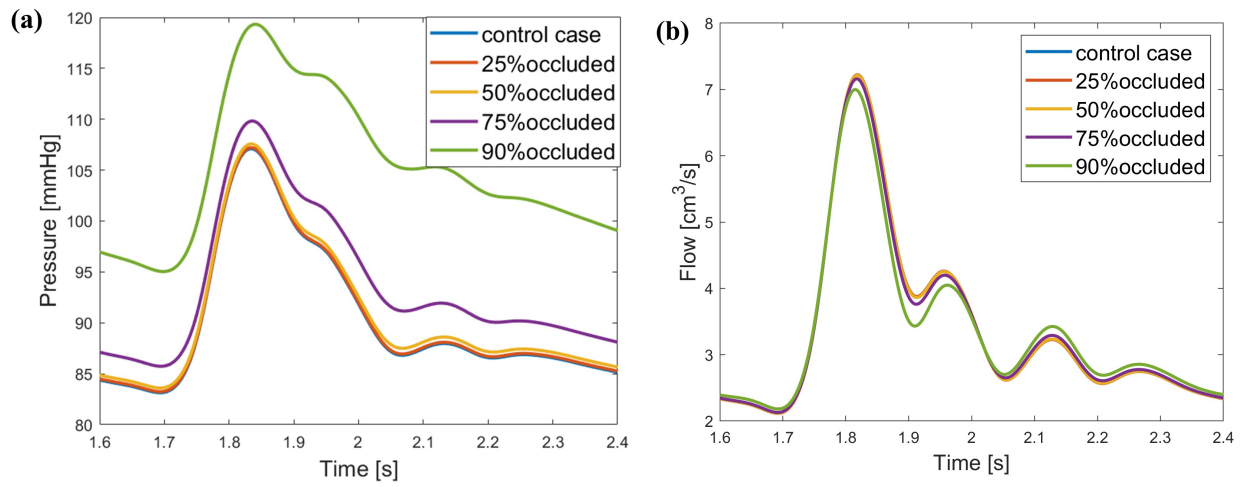 (a)
120
115
110
105
100
95
90
85
80
Pressure [mmHg]
1.6 1.7 1.8 1.9 2 2.1 2.2 2.3 2.4
Time [s]
control case
25%occluded
50%occluded
75%occluded
90%occluded
(b)
8
7
6
5
4
3
2
Flow [cm³/s]
1.6 1.7 1.8 1.9 2 2.1 2.2 2.3 2.4
Time [s]
control case
25%occluded
50%occluded
75%occluded
90%occluded